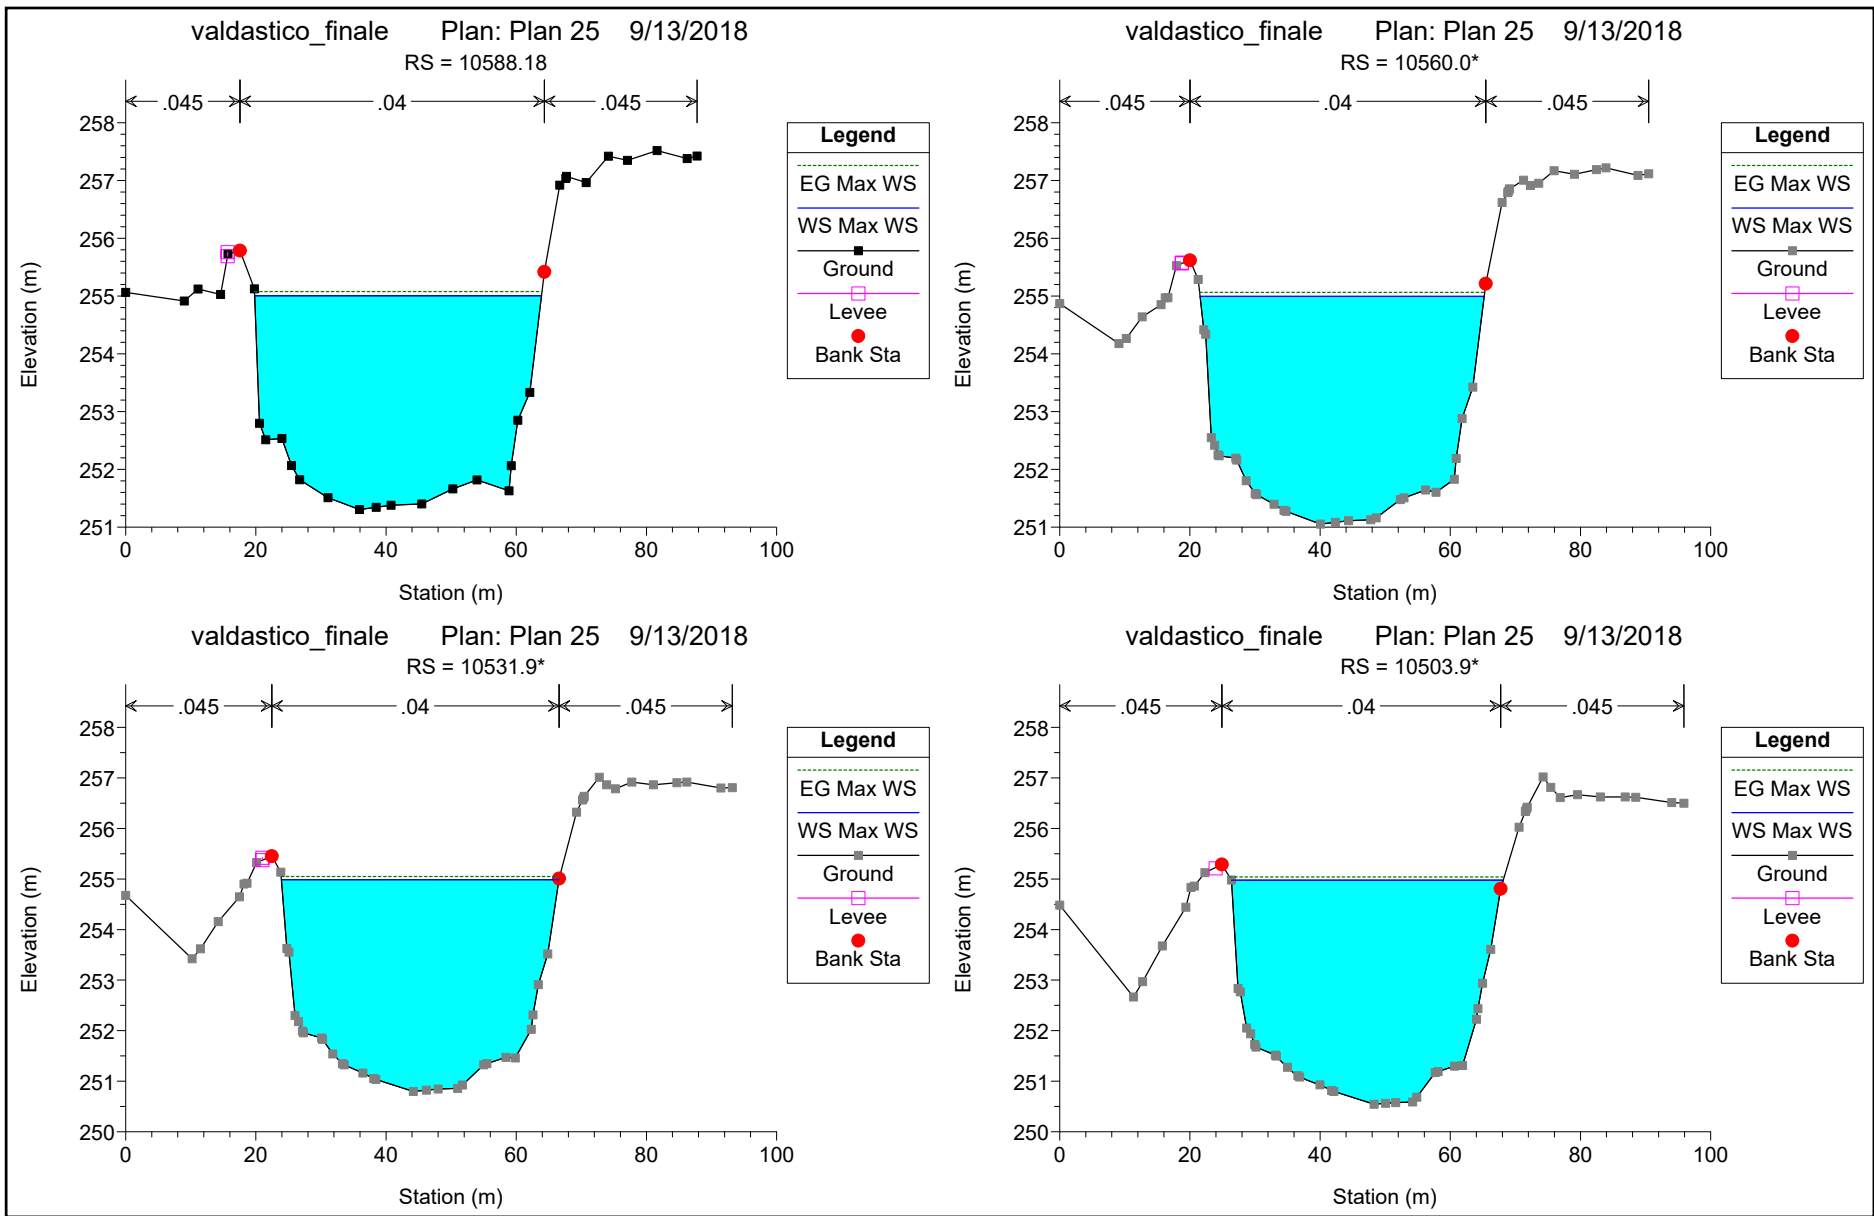 valdastico_finale Plan: Plan 25 9/13/2018
RS = 10588.18
.045 .04 .045
258
257
256
255
254
253
252
251
0 20 40 60 80 100
Elevation (m)
Station (m)
Legend
EG Max WS
WS Max WS
Ground
Levee
Bank Sta
valdastico_finale Plan: Plan 25 9/13/2018
RS = 10560.0*
.045 .04 .045
258
257
256
255
254
253
252
251
0 20 40 60 80 100
Elevation (m)
Station (m)
Legend
EG Max WS
WS Max WS
Ground
Levee
Bank Sta
valdastico_finale Plan: Plan 25 9/13/2018
RS = 10531.9*
.045 .04 .045
258
257
256
255
254
253
252
251
250
0 20 40 60 80 100
Elevation (m)
Station (m)
Legend
EG Max WS
WS Max WS
Ground
Levee
Bank Sta
valdastico_finale Plan: Plan 25 9/13/2018
RS = 10503.9*
.045 .04 .045
258
257
256
255
254
253
252
251
250
0 20 40 60 80 100
Elevation (m)
Station (m)
Legend
EG Max WS
WS Max WS
Ground
Levee
Bank Sta